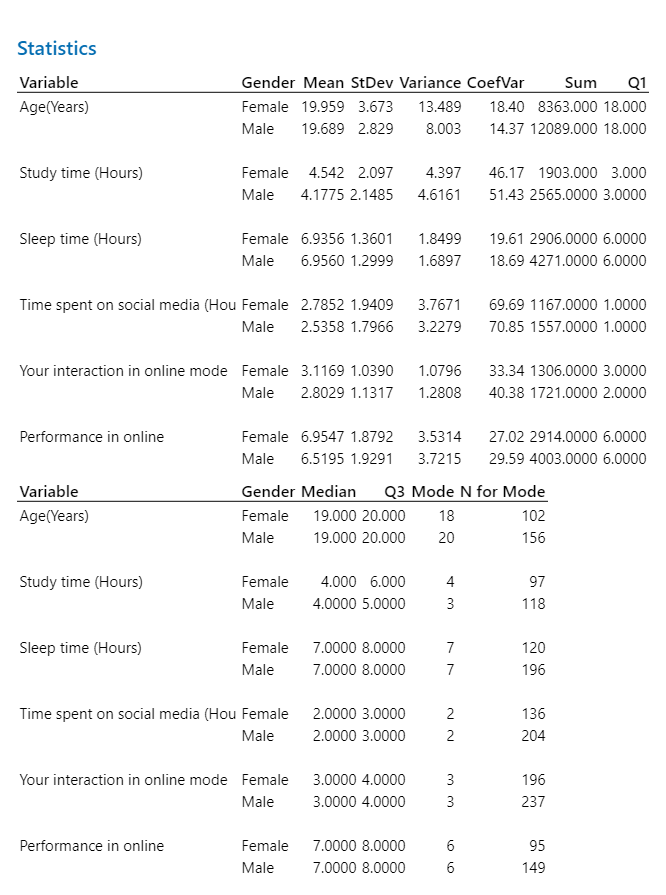 Statistics
Variable Gender Mean StDev Variance CoefVar Sum Q1
Age(Years) Female 19.959 3.673 13.489 18.40 8363.000 18.000
Male 19.689 2.829 8.003 14.37 12089.000 18.000
Study time (Hours) Female 4.542 2.097 4.397 46.17 1903.000 3.000
Male 4.1775 2.1485 4.6161 51.43 2565.0000 3.0000
Sleep time (Hours) Female 6.9356 1.3601 1.8499 19.61 2906.0000 6.0000
Male 6.9560 1.2999 1.6897 18.69 4271.0000 6.0000
Time spent on social media (Hou Female 2.7852 1.9409 3.7671 69.69 1167.0000 1.0000
Male 2.5358 1.7966 3.2279 70.85 1557.0000 1.0000
Your interaction in online mode Female 3.1169 1.0390 1.0796 33.34 1306.0000 3.0000
Male 2.8029 1.1317 1.2808 40.38 1721.0000 2.0000
Performance in online Female 6.9547 1.8792 3.5314 27.02 2914.0000 6.0000
Male 6.5195 1.9291 3.7215 29.59 4003.0000 6.0000
Variable Gender Median Q3 Mode N for Mode
Age(Years) Female 19.000 20.000 18 102
Male 19.000 20.000 20 156
Study time (Hours) Female 4.000 6.000 4 97
Male 4.0000 5.0000 3 118
Sleep time (Hours) Female 7.0000 8.0000 7 120
Male 7.0000 8.0000 7 196
Time spent on social media (Hou Female 2.0000 3.0000 2 136
Male 2.0000 3.0000 2 204
Your interaction in online mode Female 3.0000 4.0000 3 196
Male 3.0000 4.0000 3 237
Performance in online Female 7.0000 8.0000 6 95
Male 7.0000 8.0000 6 149